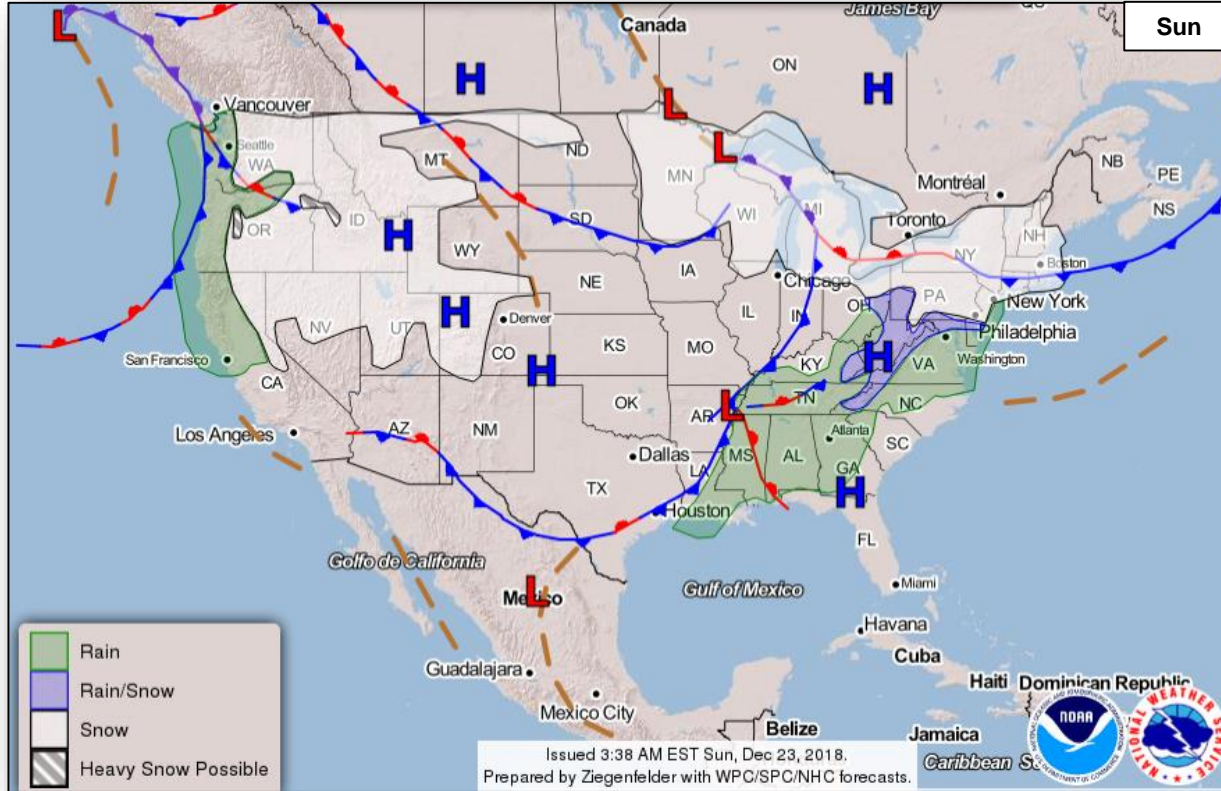 James Bay
Sun
L
Canada
ON
H
H
L
Vancouver
L
Seattle
WA
MT
ND
MN
NB
PE
Montréal
NS
OR
ID
H
SD
WI
MI
Toronto
NH
WY
NY
Boston
IA
NE
Chicago
PA
New York
NV
UT
H
Denver
IL
IN
OH
Philadelphia
San Francisco
CO
KS
MO
KY
H
VA
Washington
CA
H
L
TN
NC
OK
AR
Los Angeles
AZ
NM
Atlanta
SC
Dallas
MS
AL
GA
LA
TX
H
Houston
FL
Golfo de California
Mexico
L
Gulf of Mexico
Miami
Havana
Cuba
Guadalajara
Haiti
Dominican Republic
Mexico City
Belize
Jamaica
Caribbean
Rain
Rain/Snow
Snow
Heavy Snow Possible
Issued 3:38 AM EST Sun, Dec 23, 2018.
Prepared by Ziegenfelder with WPC/SPC/NHC forecasts.
NOAA
NATIONAL WEATHER SERVICE